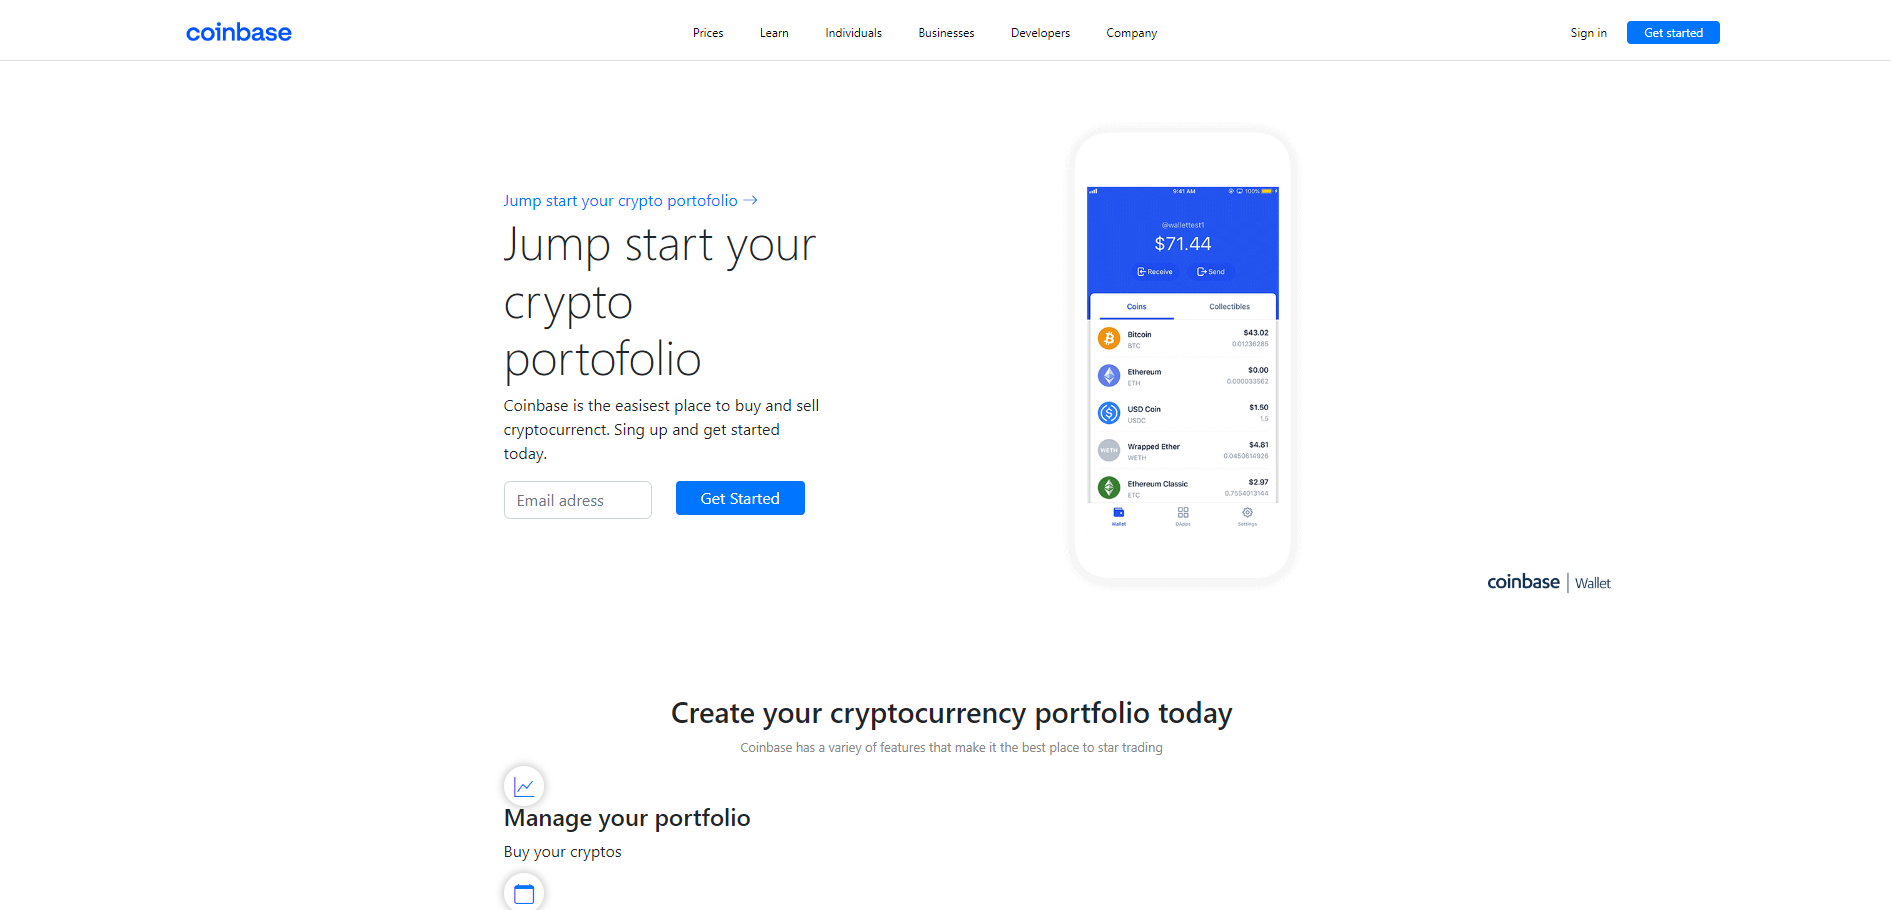 coinbase
Prices Learn Individuals Businesses Developers Company
Sign in Get started
Jump start your crypto portofolio →
Jump start your
crypto
portofolio
Coinbase is the easisest place to buy and sell
cryptocurrenct. Sing up and get started
today.
Email adress Get Started
9:41 AM 100%
@wallettest1
$71.44
Receive Send
Coins Collectibles
Bitcoin $43.02
BTC 0.01236285
Ethereum $0.00
ETH 0.000033562
USD Coin $1.50
USDC 1.5
WETH Wrapped Ether $4.81
WETH 0.0450614926
Ethereum Classic $2.97
ETC 0.7554013144
Wallet DApps Settings
coinbase | Wallet
Create your cryptocurrency portfolio today
Coinbase has a variey of features that make it the best place to star trading
Manage your portfolio
Buy your cryptos